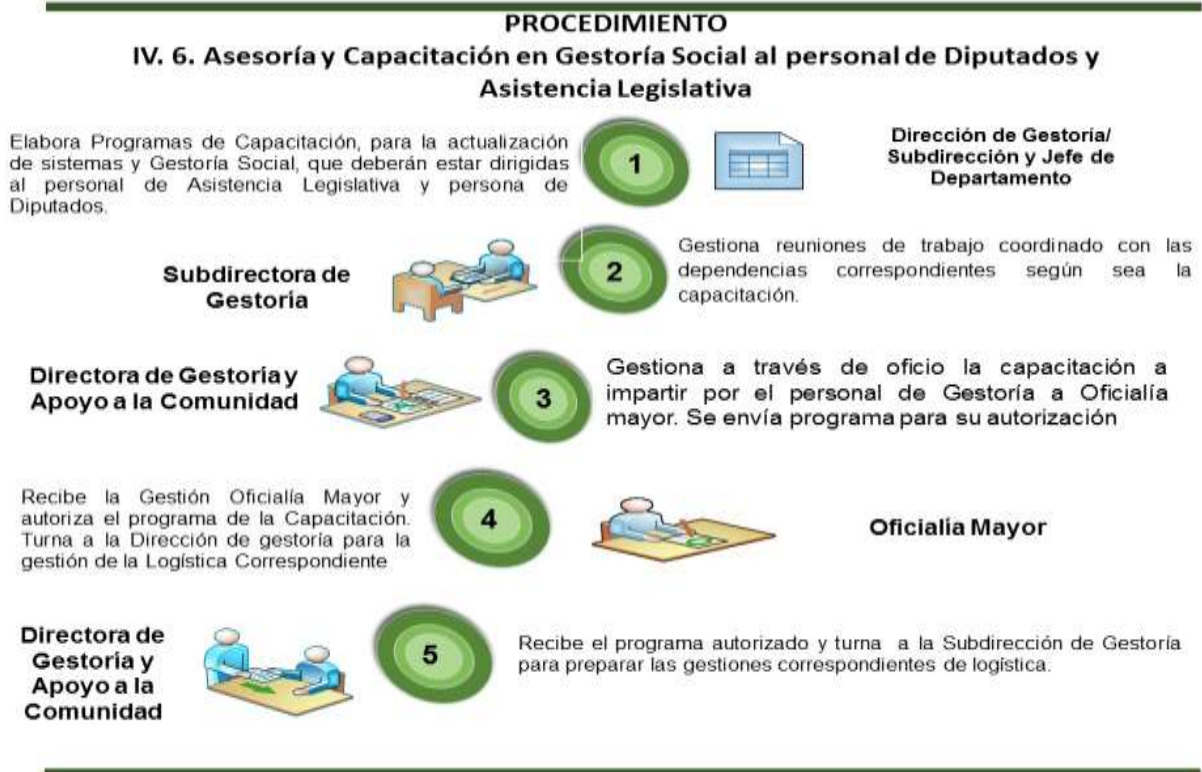 PROCEDIMIENTO
IV. 6. Asesoría y Capacitación en Gestoría Social al personal de Diputados y
Asistencia Legislativa
Elabora Programas de Capacitación, para la actualización
de sistemas y Gestoría Social, que deberán estar dirigidas
al personal de Asistencia Legislativa y persona de
Diputados.
1
Dirección de Gestoría/
Subdirección y Jefe de
Departamento
Subdirectora de
Gestoría
2
Gestiona reuniones de trabajo coordinado con las
dependencias correspondientes según sea la
capacitación.
Directora de Gestoría y
Apoyo a la Comunidad
3
Gestiona a través de oficio la capacitación a
impartir por el personal de Gestoría a Oficialía
mayor. Se envía programa para su autorización
Recibe la Gestión Oficialía Mayor y
autoriza el programa de la Capacitación.
Turna a la Dirección de gestoría para la
gestión de la Logística Correspondiente
4
Oficialía Mayor
Directora de
Gestoría y
Apoyo a la
Comunidad
5
Recibe el programa autorizado y turna a la Subdirección de Gestoría
para preparar las gestiones correspondientes de logística.